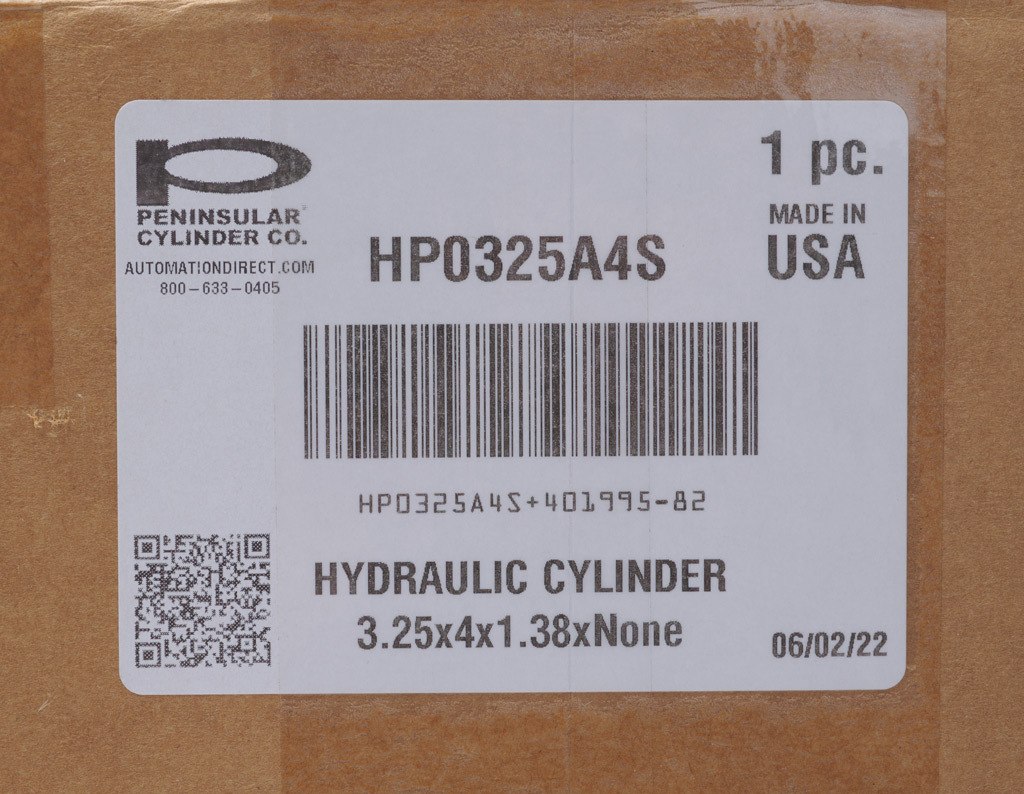 PENINSULAR
CYLINDER CO.
AUTOMATIONDIRECT.COM
800-633-0405
1 pc.
MADE IN
USA
HP0325A4S
HP0325A4S+401995-82
HYDRAULIC CYLINDER
3.25x4x1.38xNone
06/02/22